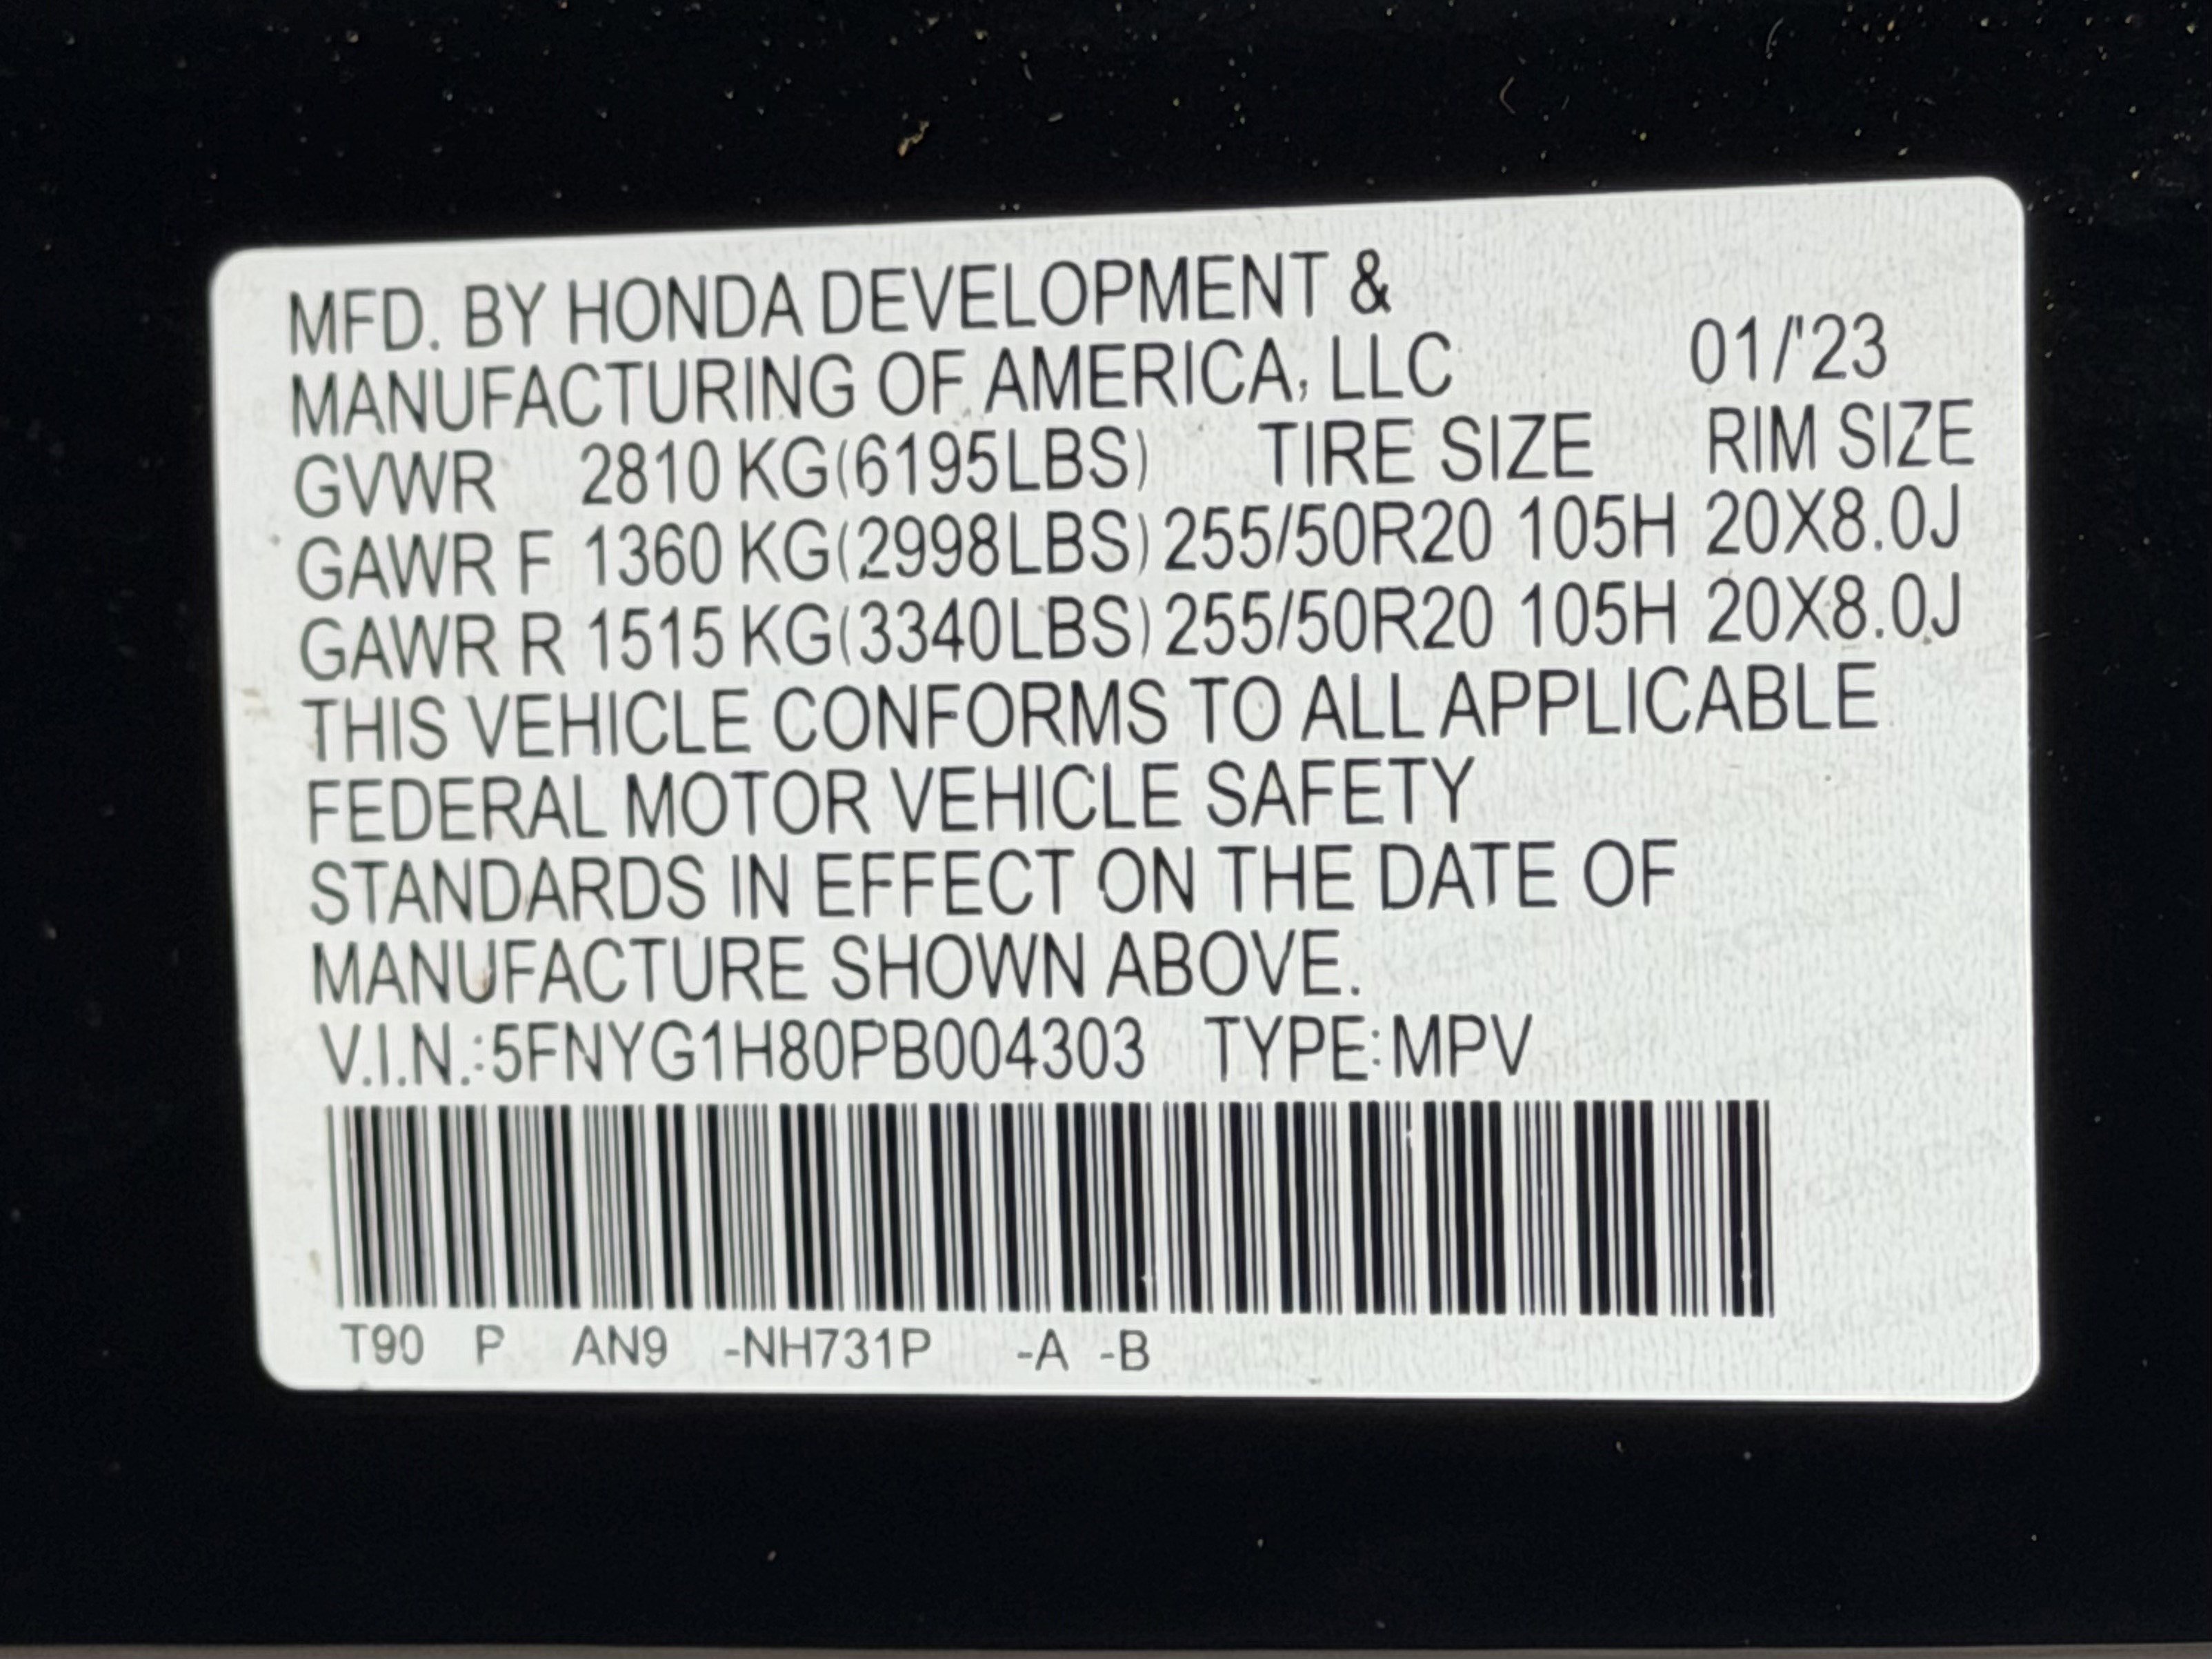 MFD. BY HONDA DEVELOPMENT &
MANUFACTURING OF AMERICA, LLC 01/'23
GVWR 2810 KG(6195LBS) TIRE SIZE RIM SIZE
GAWR F 1360 KG(2998LBS) 255/50R20 105H 20X8.0J
GAWR R 1515 KG(3340LBS) 255/50R20 105H 20X8.0J
THIS VEHICLE CONFORMS TO ALL APPLICABLE
FEDERAL MOTOR VEHICLE SAFETY
STANDARDS IN EFFECT ON THE DATE OF
MANUFACTURE SHOWN ABOVE.
V.I.N.:5FNYG1H80PB004303 TYPE:MPV
T90 P AN9 -NH731P -A -B